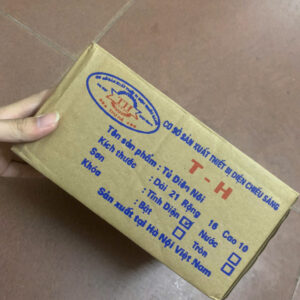 CƠ SỞ SẢN XUẤT THIẾT BỊ ĐIỆN CHIẾU SÁNG
T - H
Tên sản phẩm : Tủ Điện Nổi
Kích thước : Dài 21 Rộng 16 Cao 10
Sơn : Tĩnh Điện Nước
Khóa : Bật Tròn
Sản xuất tại Hà Nội Việt Nam